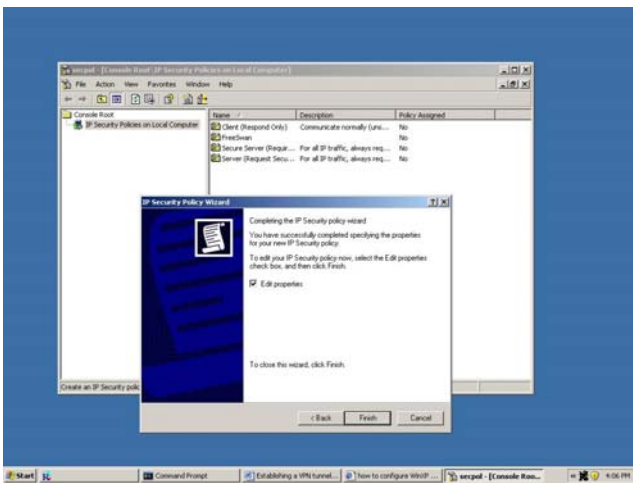 secpol - [Console Root\IP Security Policies on Local Computer]
File Action View Favorites Window Help
Console Root
IP Security Policies on Local Computer
Name / Description Policy Assigned
Client (Respond Only) Communicate normally (uns... No
FreeSwan No
Secure Server (Requir... For all IP traffic, always req... No
Server (Request Secu... For all IP traffic, always req... No
IP Security Policy Wizard
Completing the IP Security policy wizard
You have successfully completed specifying the properties
for your new IP Security policy.
To edit your IP Security policy now, select the Edit properties
check box, and then click Finish.
Edit properties
To close this wizard, click Finish.
< Back Finish Cancel
Create an IP Security polic
Start Command Prompt Establishing a VPN tunnel... how to configure WinXP ... secpol - [Console Roo... 4:06 PM